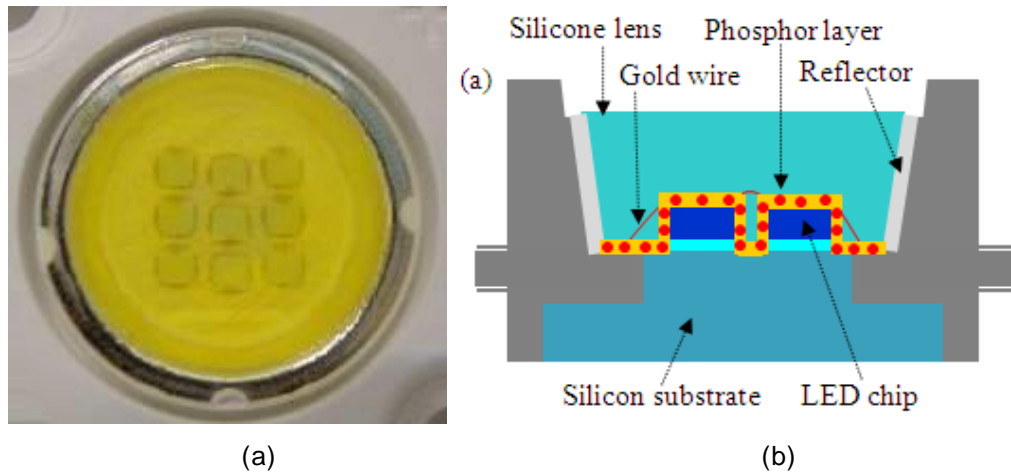 Silicone lens
Phosphor layer
(a)
Gold wire
Reflector
Silicon substrate
LED chip
(a)
(b)